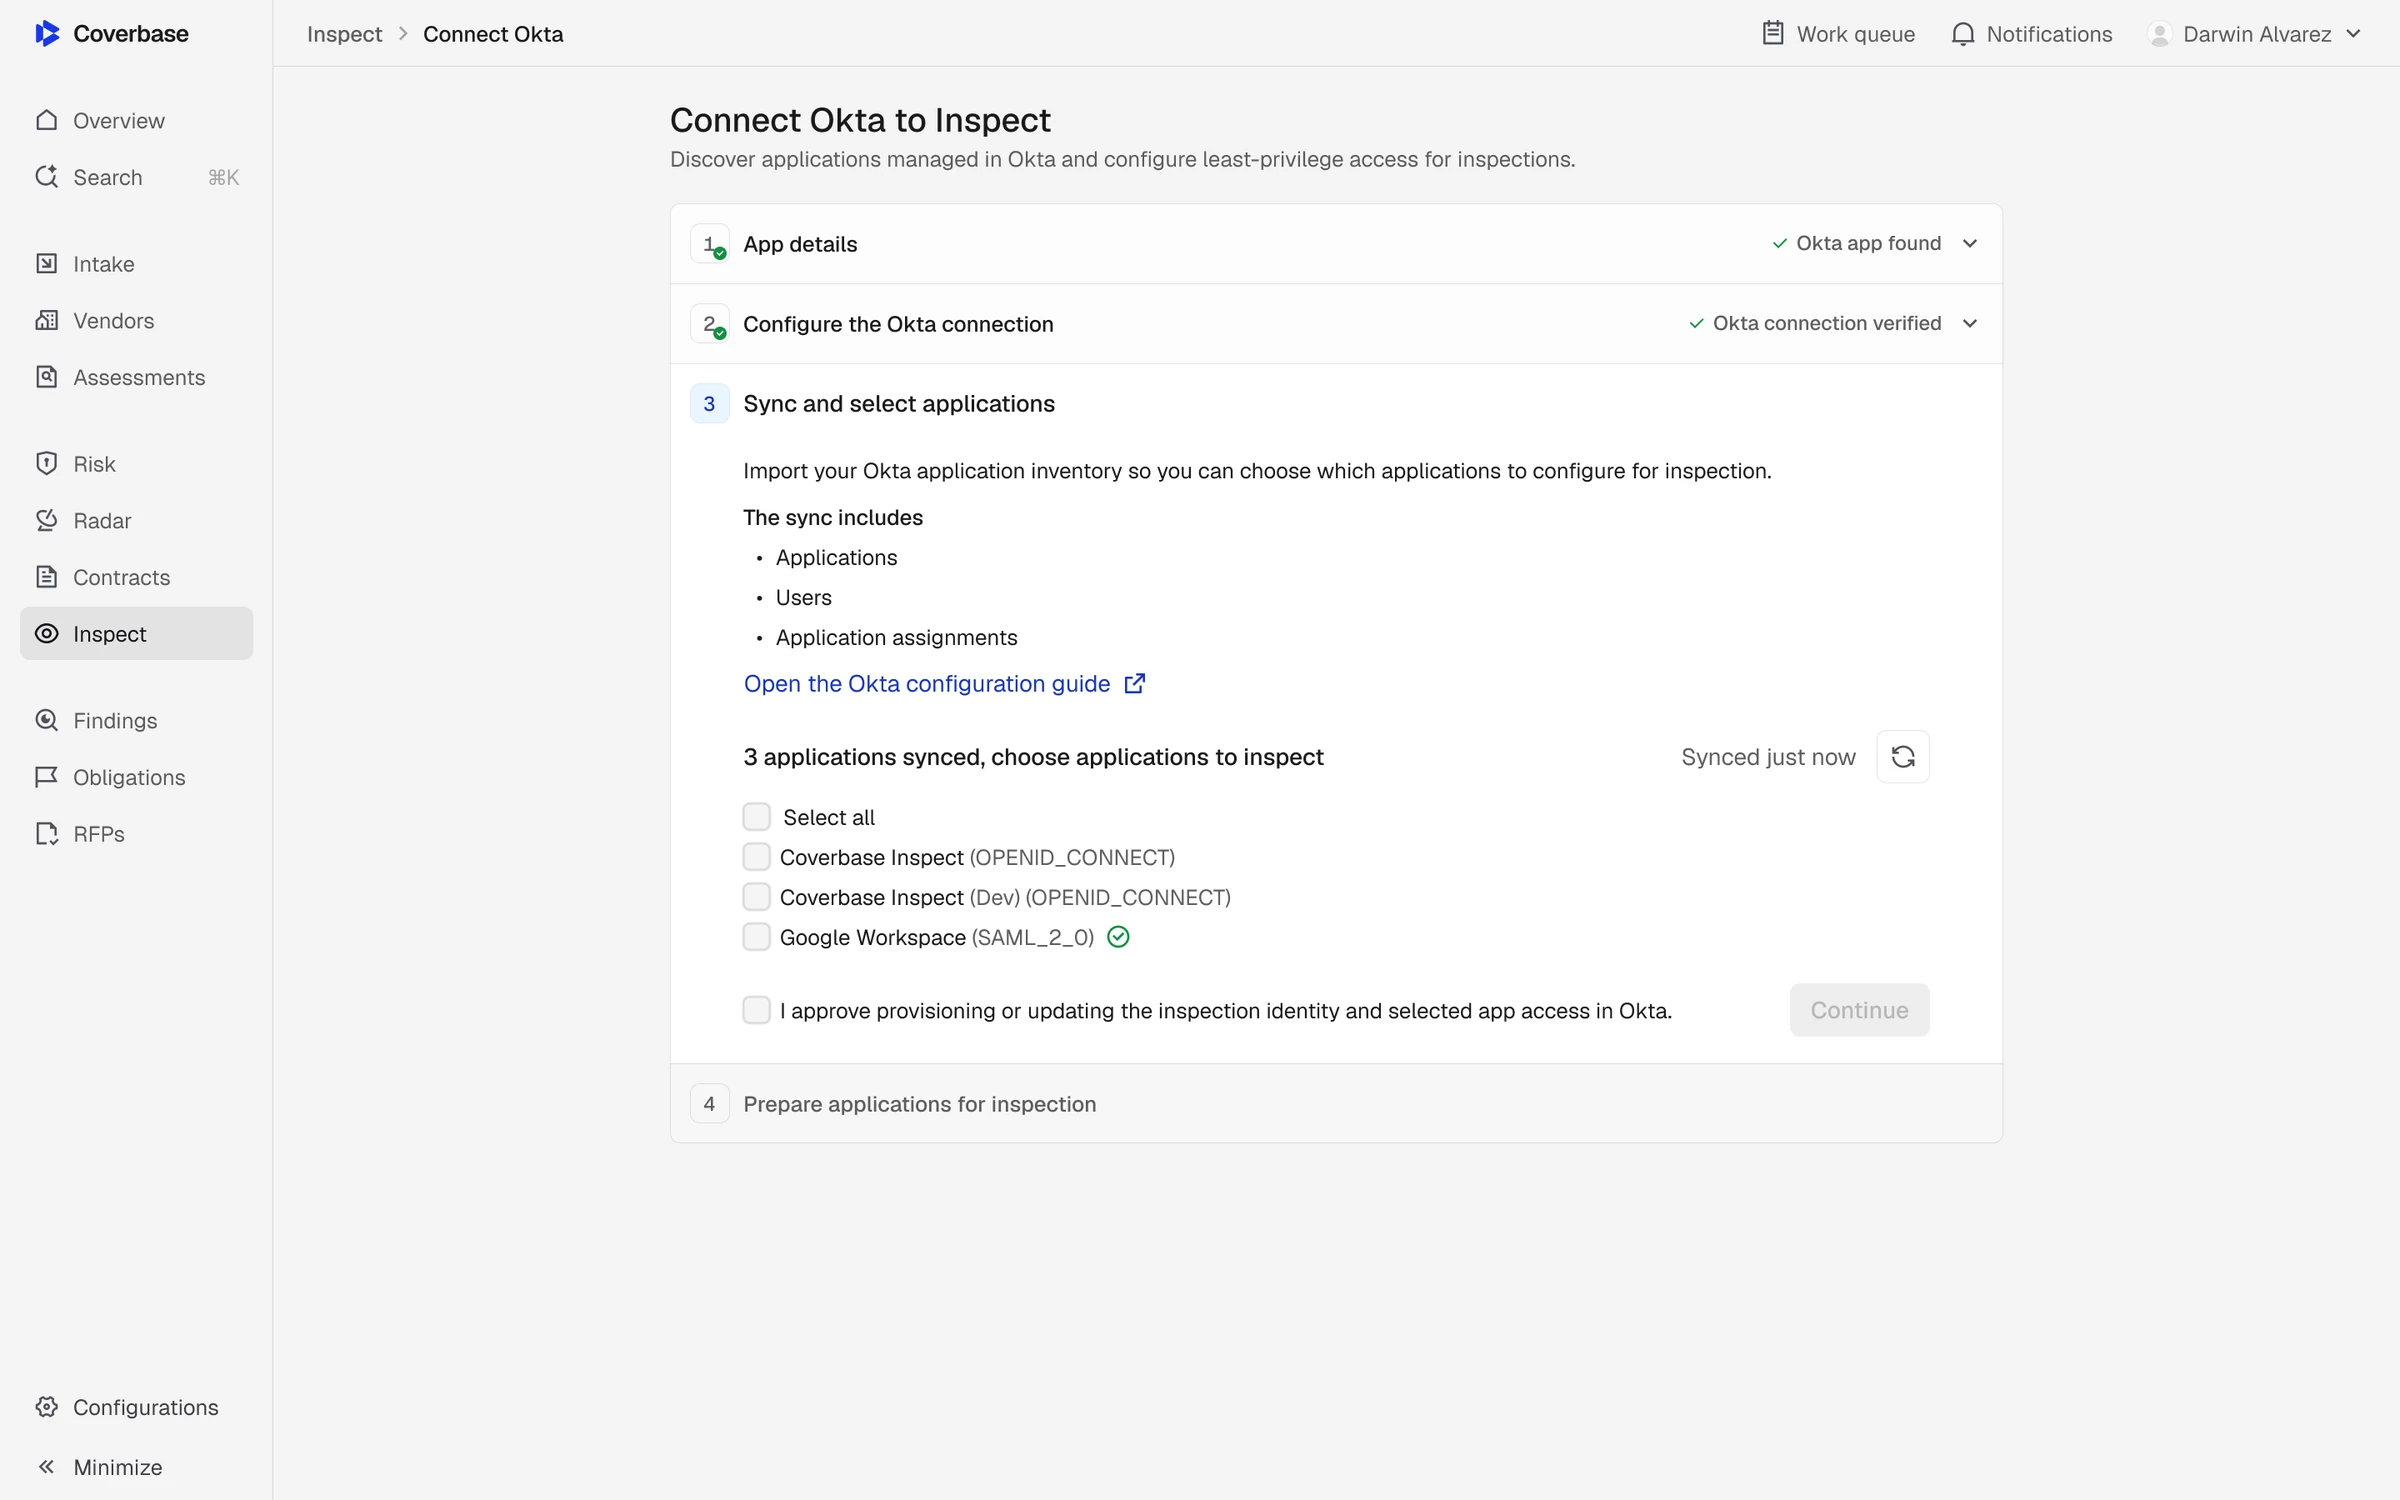 Coverbase
Inspect > Connect Okta
Work queue
Notifications
Darwin Alvarez
Overview
Search ⌘K
Intake
Vendors
Assessments
Risk
Radar
Contracts
Inspect
Findings
Obligations
RFPs
Configurations
Minimize
Connect Okta to Inspect
Discover applications managed in Okta and configure least-privilege access for inspections.
1 App details
Okta app found
2 Configure the Okta connection
Okta connection verified
3 Sync and select applications
Import your Okta application inventory so you can choose which applications to configure for inspection.
The sync includes
• Applications
• Users
• Application assignments
Open the Okta configuration guide
3 applications synced, choose applications to inspect
Synced just now
Select all
Coverbase Inspect (OPENID_CONNECT)
Coverbase Inspect (Dev) (OPENID_CONNECT)
Google Workspace (SAML_2_0)
I approve provisioning or updating the inspection identity and selected app access in Okta.
Continue
4 Prepare applications for inspection